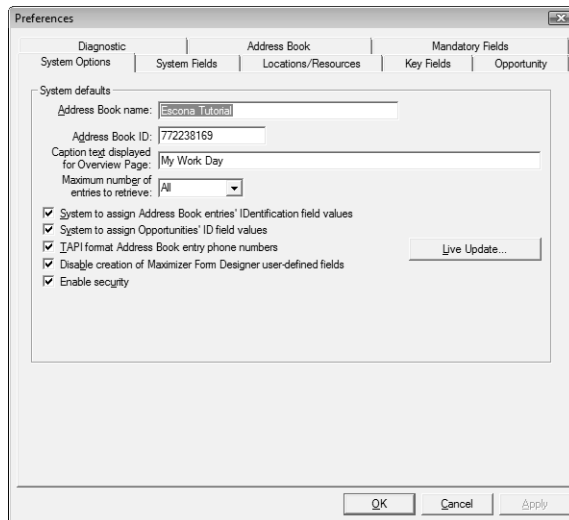 Preferences
Diagnostic Address Book Mandatory Fields
System Options System Fields Locations/Resources Key Fields Opportunity
System defaults
Address Book name: Escona Tutorial
Address Book ID: 772238169
Caption text displayed
for Overview Page: My Work Day
Maximum number of
entries to retrieve: All
System to assign Address Book entries' IDentification field values
System to assign Opportunities' ID field values
TAPI format Address Book entry phone numbers
Live Update...
Disable creation of Maximizer Form Designer user-defined fields
Enable security
OK Cancel Apply